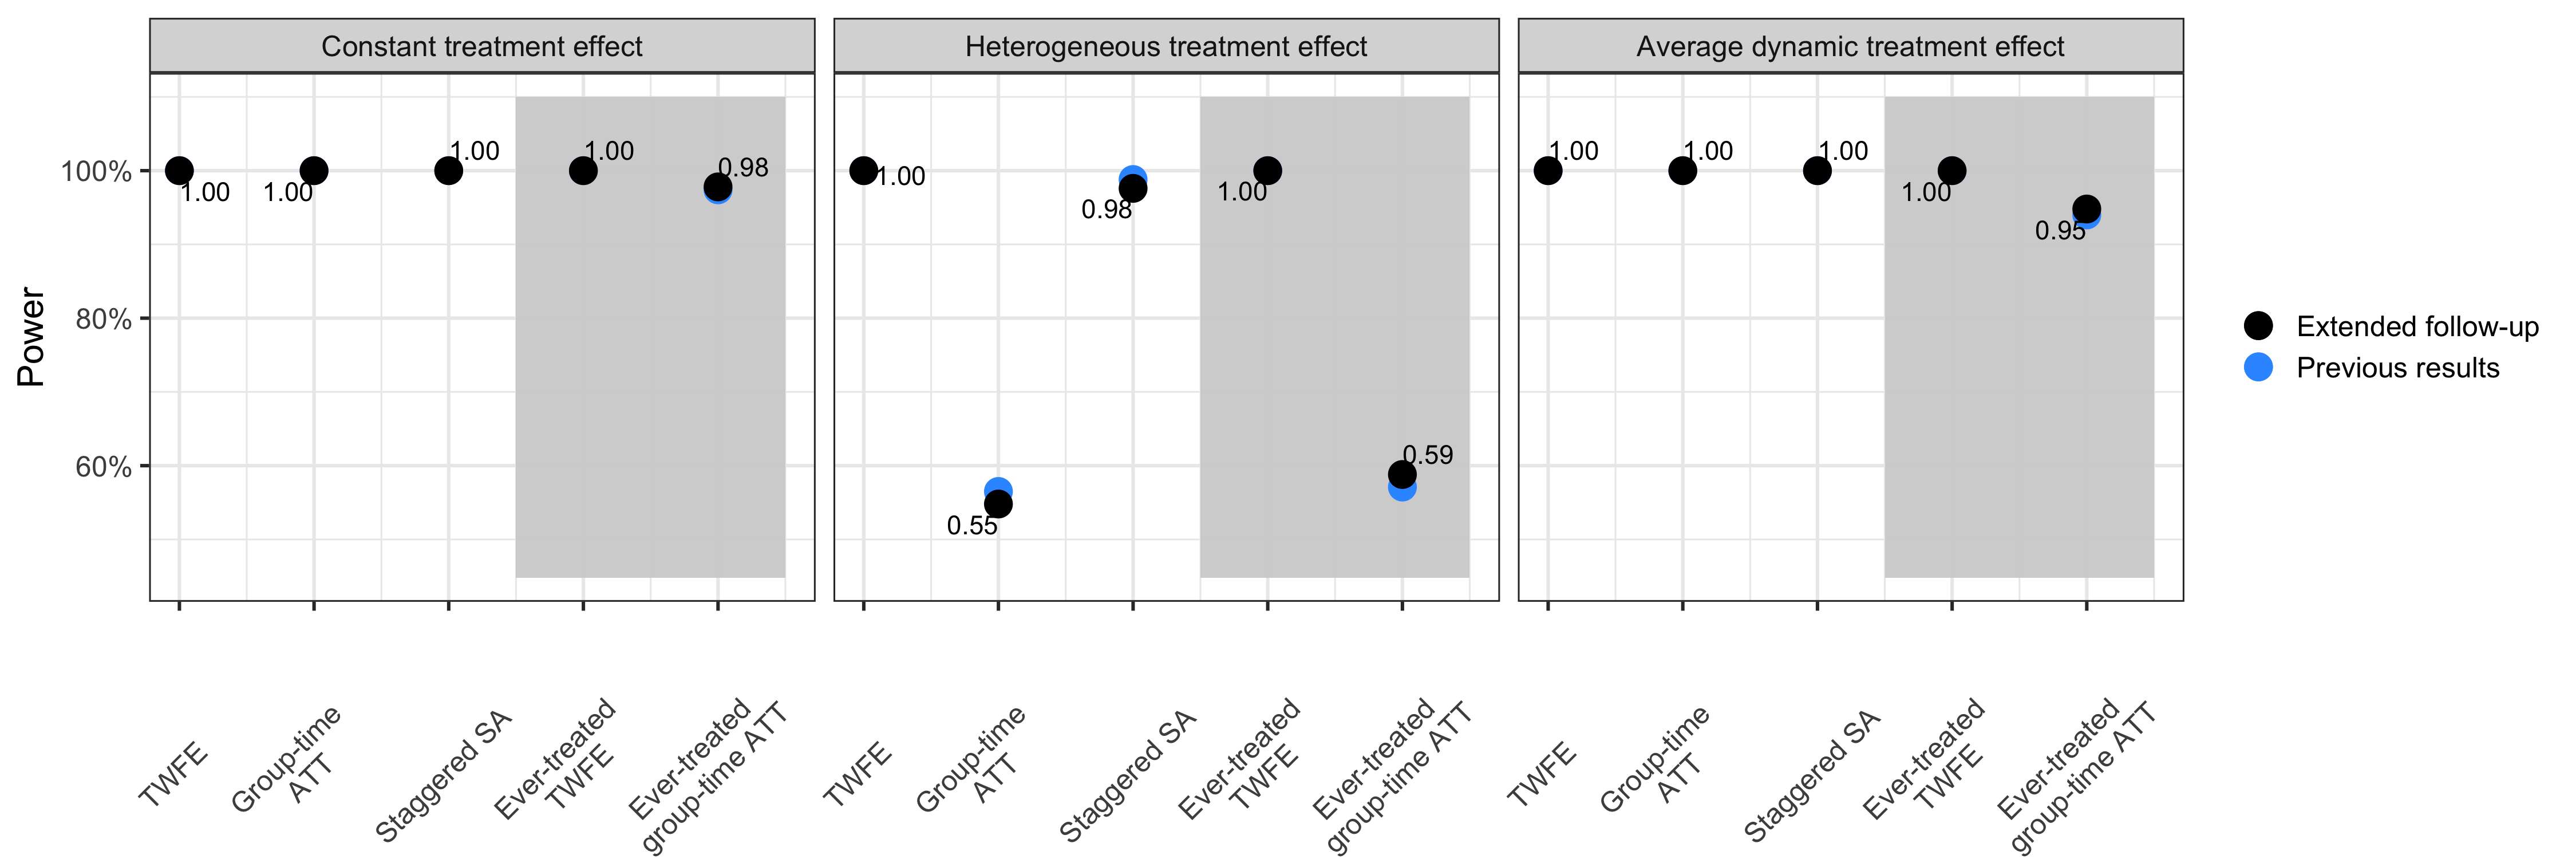 Constant treatment effect
Heterogeneous treatment effect
Average dynamic treatment effect
Power
100%
80%
60%
1.00
1.00
1.00
1.00
0.98
1.00
0.55
0.98
1.00
0.59
1.00
1.00
1.00
1.00
0.95
Extended follow-up
Previous results
TWFE
Group-time
ATT
Staggered SA
Ever-treated
TWFE
Ever-treated
group-time ATT
TWFE
Group-time
ATT
Staggered SA
Ever-treated
TWFE
Ever-treated
group-time ATT
TWFE
Group-time
ATT
Staggered SA
Ever-treated
TWFE
Ever-treated
group-time ATT